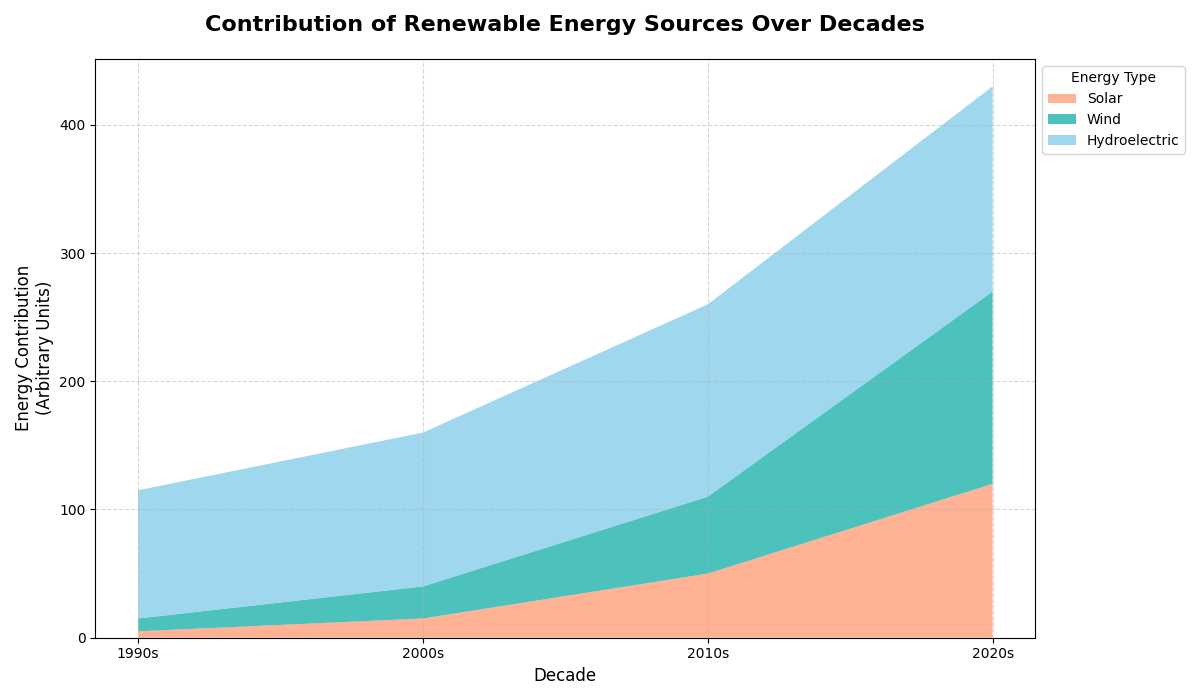 Contribution of Renewable Energy Sources Over Decades
Energy Type
Solar
Wind
Hydroelectric
Energy Contribution
(Arbitrary Units)
400
300
200
100
0
1990s
2000s
2010s
2020s
Decade